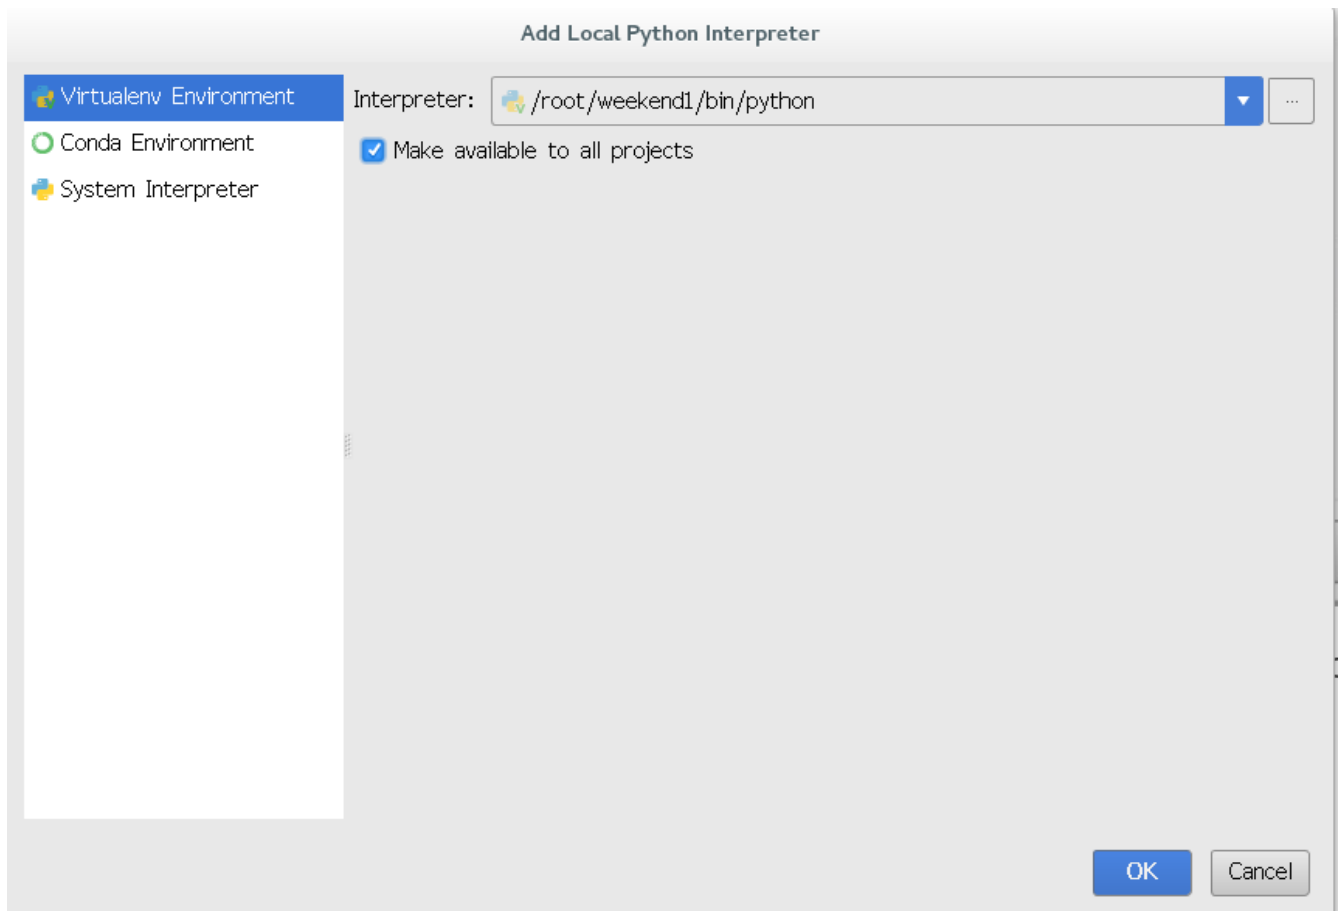 Add Local Python Interpreter
Virtualenv Environment
Conda Environment
System Interpreter
Interpreter: /root/weekend1/bin/python ...
Make available to all projects
OK Cancel